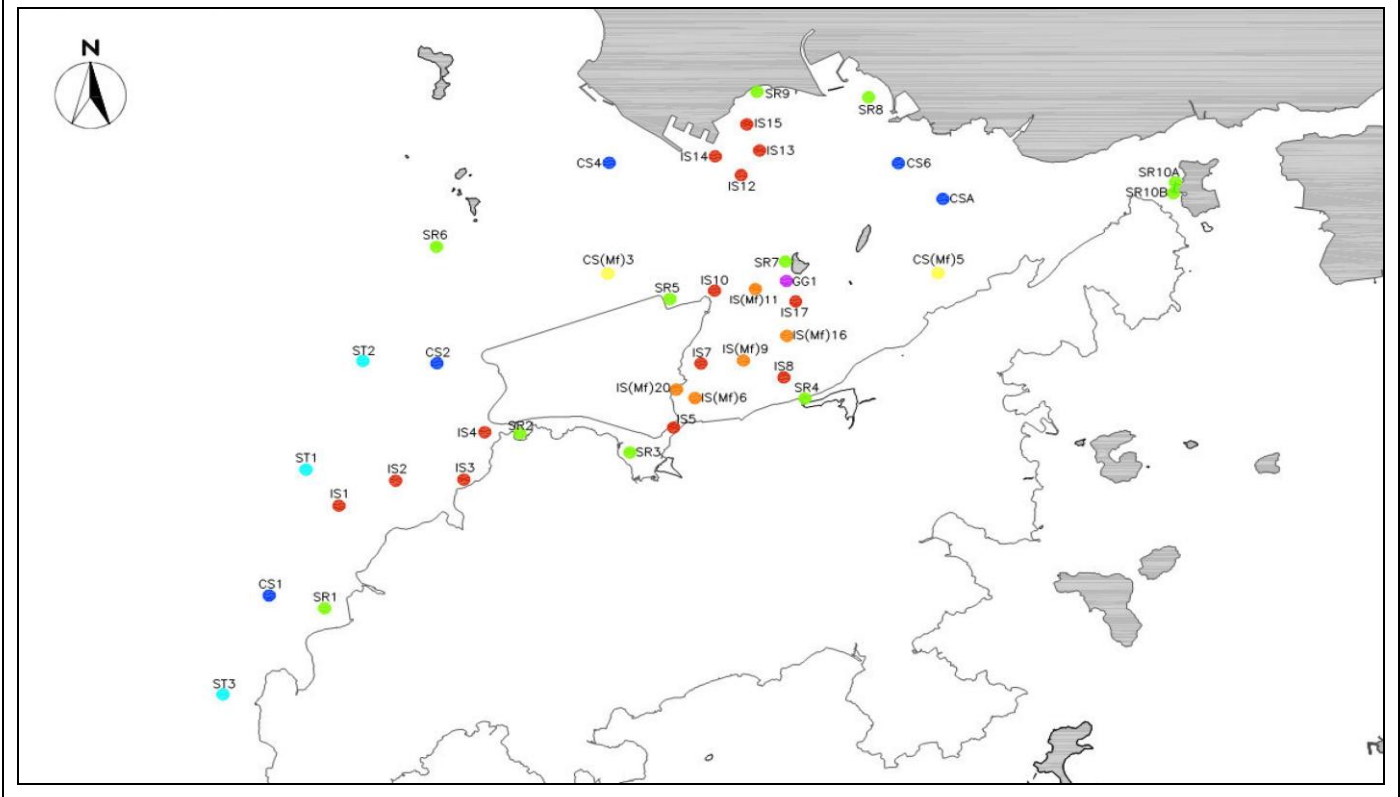 N
SR9
SR8
IS15
IS13
IS14
IS12
CS4
CS6
CSA
SR10A
SR10B
SR6
CS(Mf)3
SR7
CS(Mf)5
GG1
IS10
SR5
IS(Mf)11
IS17
IS(Mf)16
ST2
CS2
IS7
IS(Mf)9
IS8
IS(Mf)20
IS(Mf)6
SR4
IS5
IS4
SR2
SR3
ST1
IS2
IS3
IS1
CS1
SR1
ST3